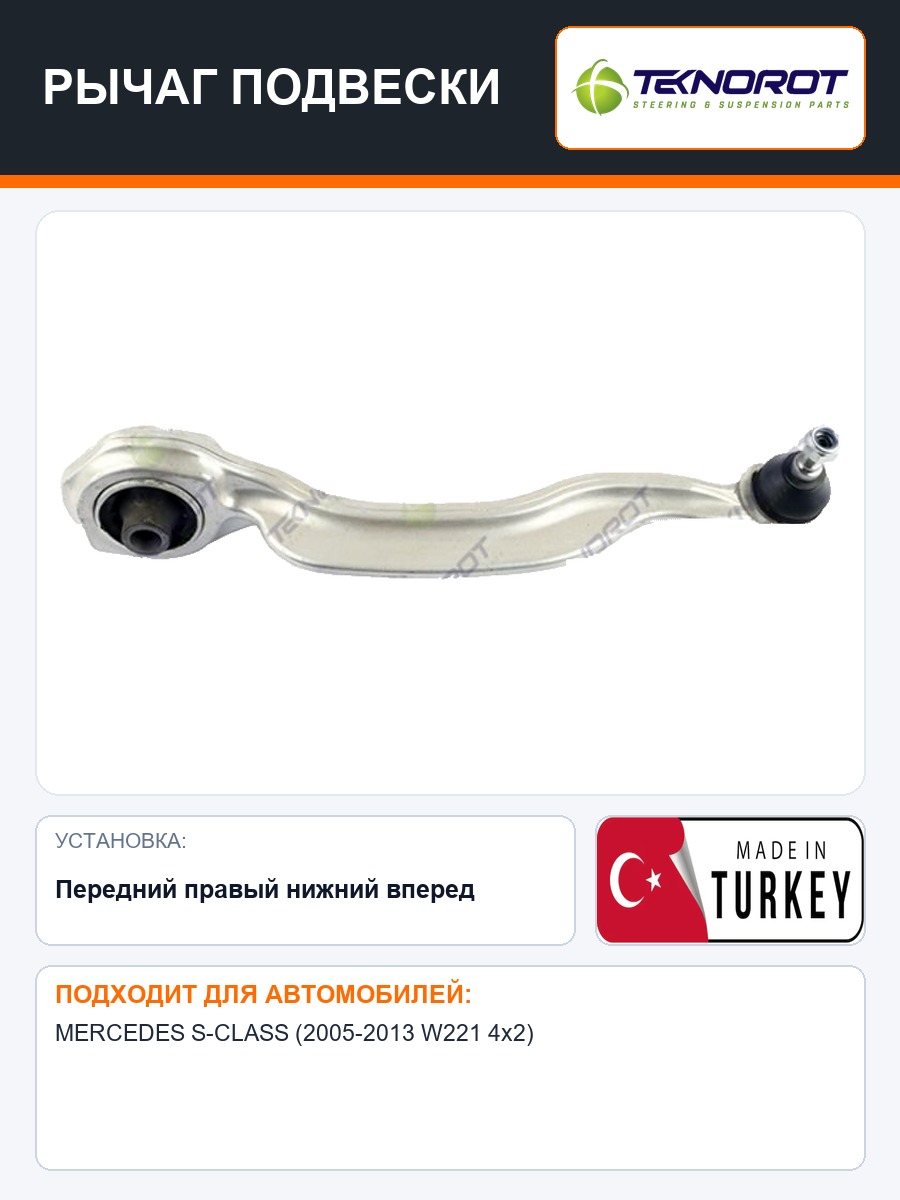 РЫЧАГ ПОДВЕСКИ
TEKNOROT
STEERING & SUSPENSION PARTS
УСТАНОВКА:
Передний правый нижний вперед
MADE IN
TURKEY
ПОДХОДИТ ДЛЯ АВТОМОБИЛЕЙ:
MERCEDES S-CLASS (2005-2013 W221 4x2)